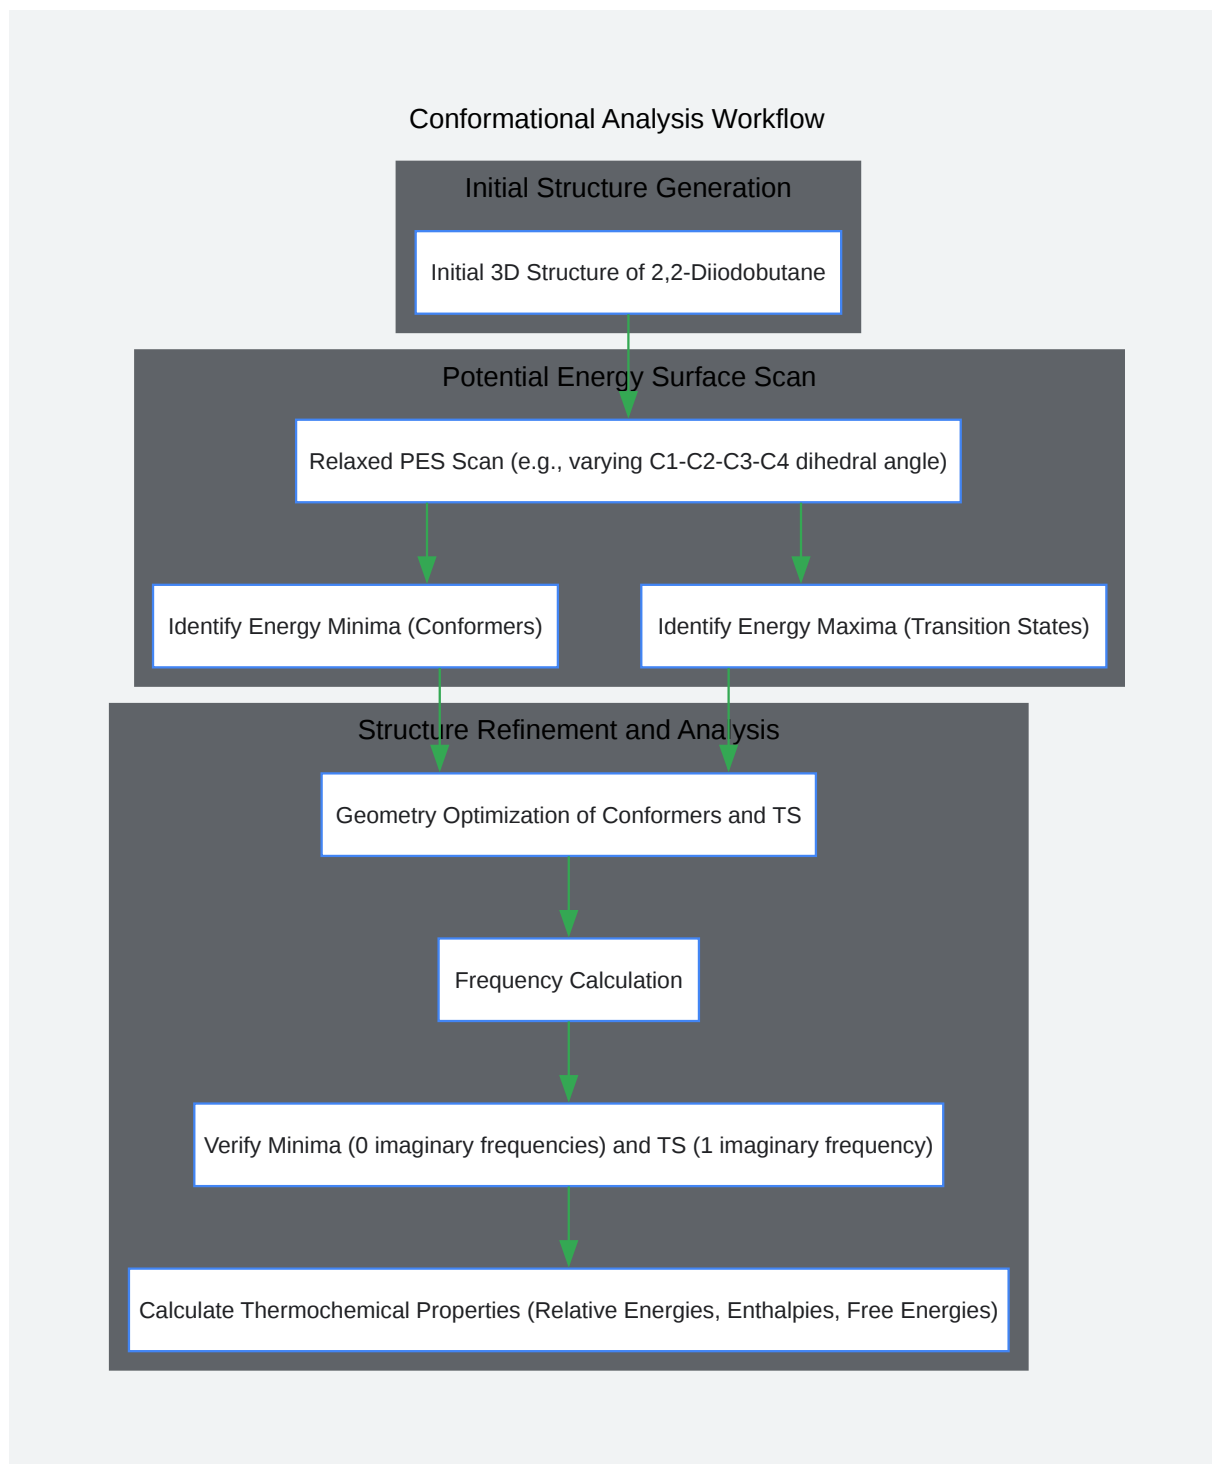 Conformational Analysis Workflow
Initial Structure Generation
Initial 3D Structure of 2,2-Diiodobutane
Potential Energy Surface Scan
Relaxed PES Scan (e.g., varying C1-C2-C3-C4 dihedral angle)
Identify Energy Minima (Conformers)
Identify Energy Maxima (Transition States)
Structure Refinement and Analysis
Geometry Optimization of Conformers and TS
Frequency Calculation
Verify Minima (0 imaginary frequencies) and TS (1 imaginary frequency)
Calculate Thermochemical Properties (Relative Energies, Enthalpies, Free Energies)